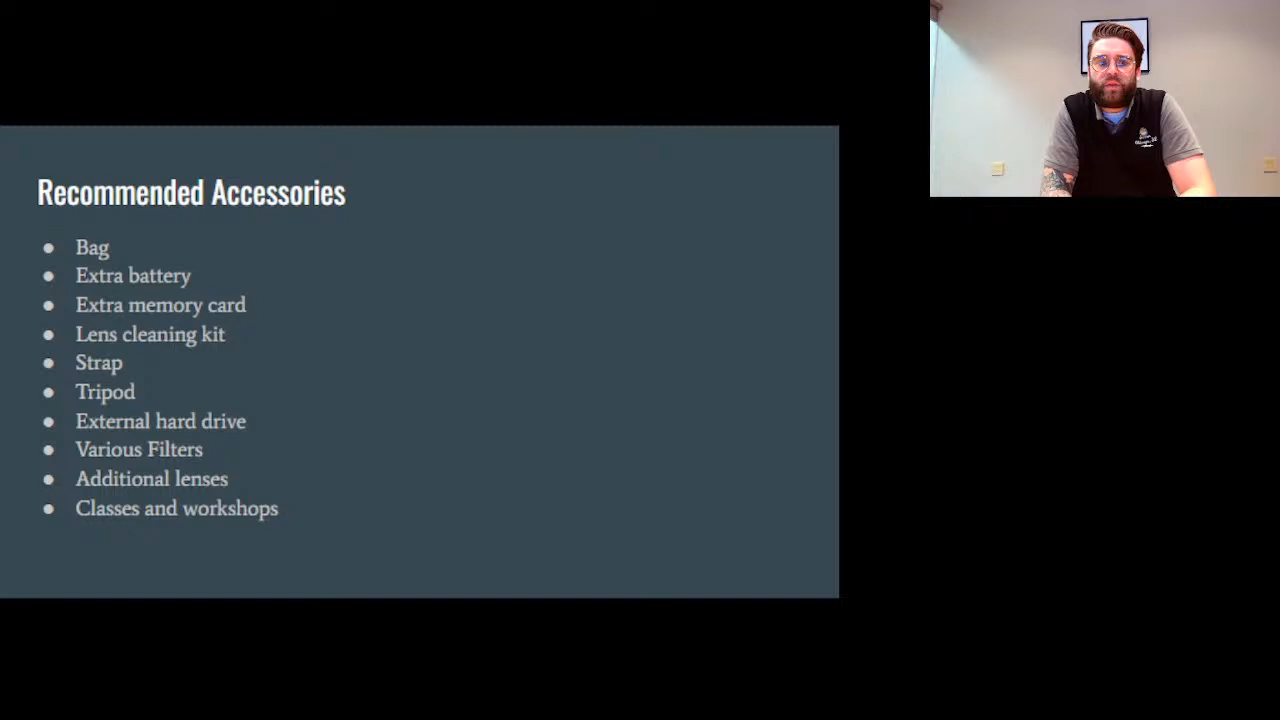 Recommended Accessories
● Bag
● Extra battery
● Extra memory card
● Lens cleaning kit
● Strap
● Tripod
● External hard drive
● Various Filters
● Additional lenses
● Classes and workshops